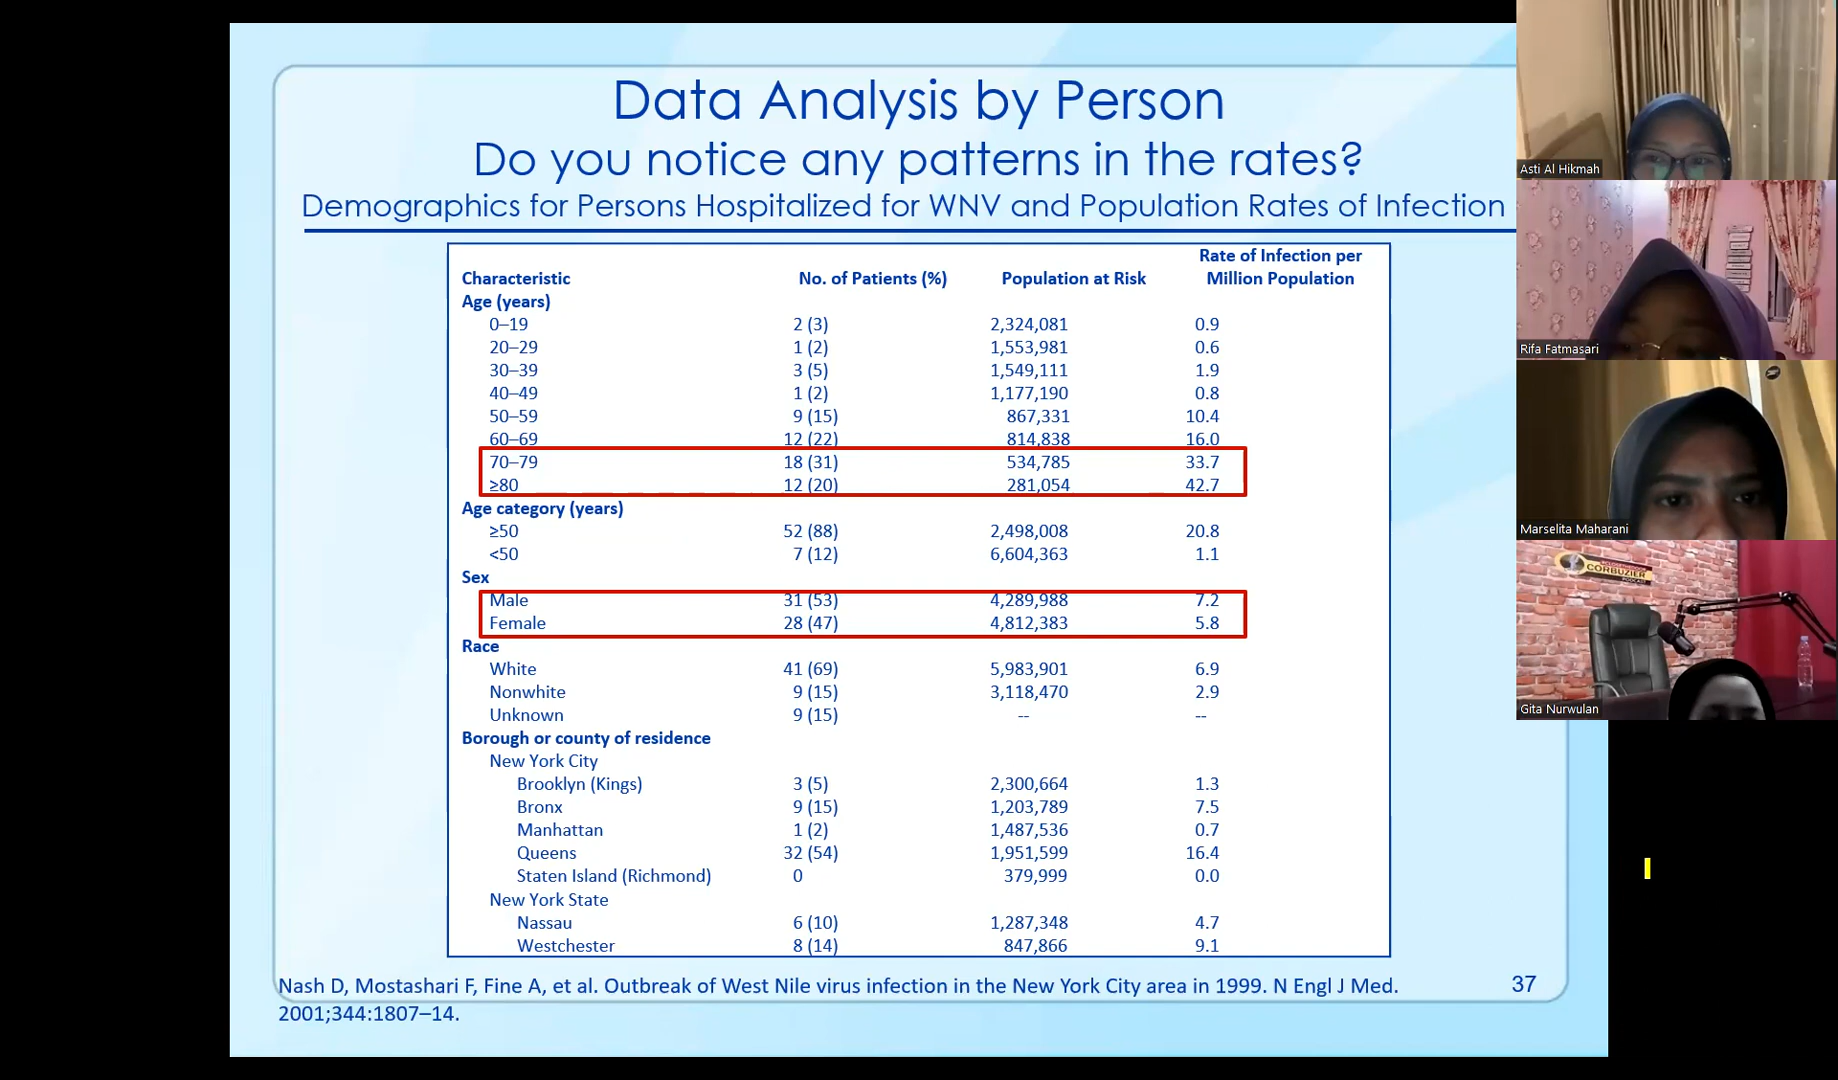 Data Analysis by Person
Do you notice any patterns in the rates?
Demographics for Persons Hospitalized for WNV and Population Rates of Infection
Characteristic No. of Patients (%) Population at Risk Rate of Infection per Million Population
Age (years)
0–19 2 (3) 2,324,081 0.9
20–29 1 (2) 1,553,981 0.6
30–39 3 (5) 1,549,111 1.9
40–49 1 (2) 1,177,190 0.8
50–59 9 (15) 867,331 10.4
60–69 12 (22) 814,838 16.0
70–79 18 (31) 534,785 33.7
≥80 12 (20) 281,054 42.7
Age category (years)
≥50 52 (88) 2,498,008 20.8
<50 7 (12) 6,604,363 1.1
Sex
Male 31 (53) 4,289,988 7.2
Female 28 (47) 4,812,383 5.8
Race
White 41 (69) 5,983,901 6.9
Nonwhite 9 (15) 3,118,470 2.9
Unknown 9 (15) -- --
Borough or county of residence
New York City
Brooklyn (Kings) 3 (5) 2,300,664 1.3
Bronx 9 (15) 1,203,789 7.5
Manhattan 1 (2) 1,487,536 0.7
Queens 32 (54) 1,951,599 16.4
Staten Island (Richmond) 0 379,999 0.0
New York State
Nassau 6 (10) 1,287,348 4.7
Westchester 8 (14) 847,866 9.1
Nash D, Mostashari F, Fine A, et al. Outbreak of West Nile virus infection in the New York City area in 1999. N Engl J Med.
2001;344:1807–14.
37
Asti Al Hikmah
Rifa Fatmasari
Marselita Maharani
CORBUZIER
PODCAST
Gita Nurwulan